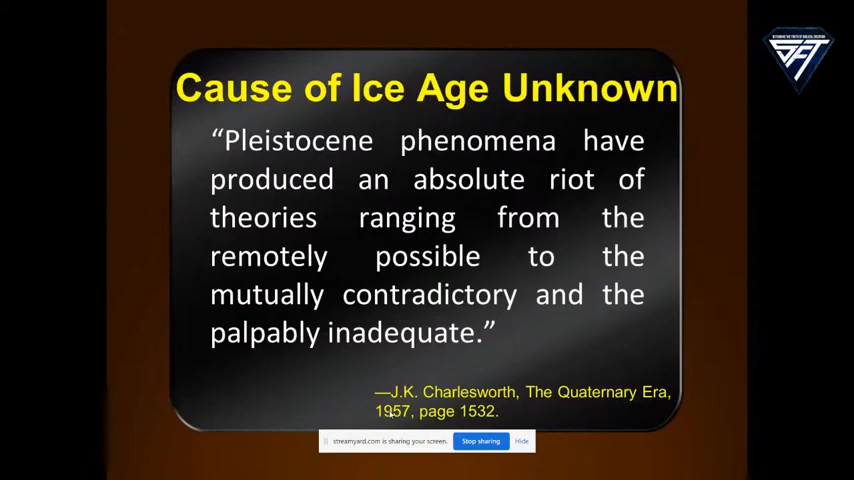 Cause of Ice Age Unknown
“Pleistocene phenomena have
produced an absolute riot of
theories ranging from the
remotely possible to the
mutually contradictory and the
palpably inadequate.”
—J.K. Charlesworth, The Quaternary Era,
1957, page 1532.
streamyard.com is sharing your screen. Stop sharing Hide
SFT